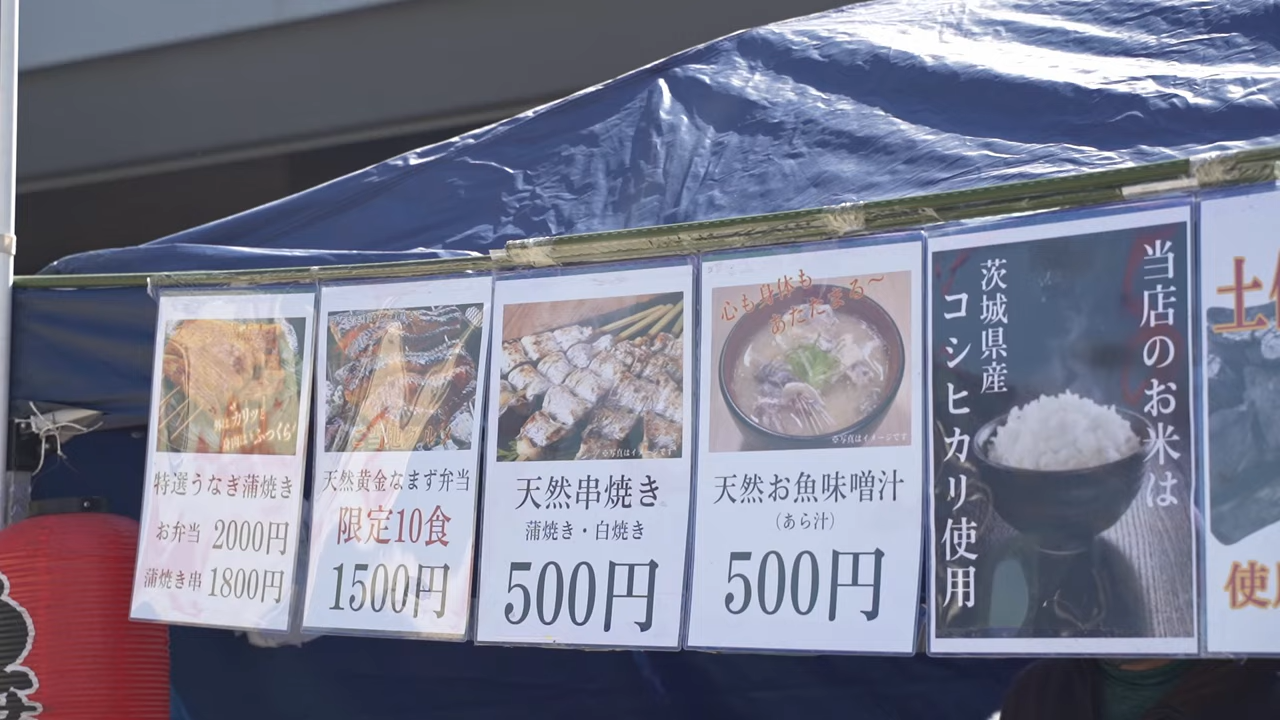 外はカリッと
身肉はふっくら
特選うなぎ蒲焼き
お弁当 2000円
蒲焼き串 1800円
天然黄金なまず弁当
限定10食
1500円
※写真はイメージです
天然串焼き
蒲焼き・白焼き
500円
心も身体も
あたたまる～
※写真はイメージです
天然お魚味噌汁
(あら汁)
500円
当店のお米は
茨城県産
コシヒカリ使用
土
使